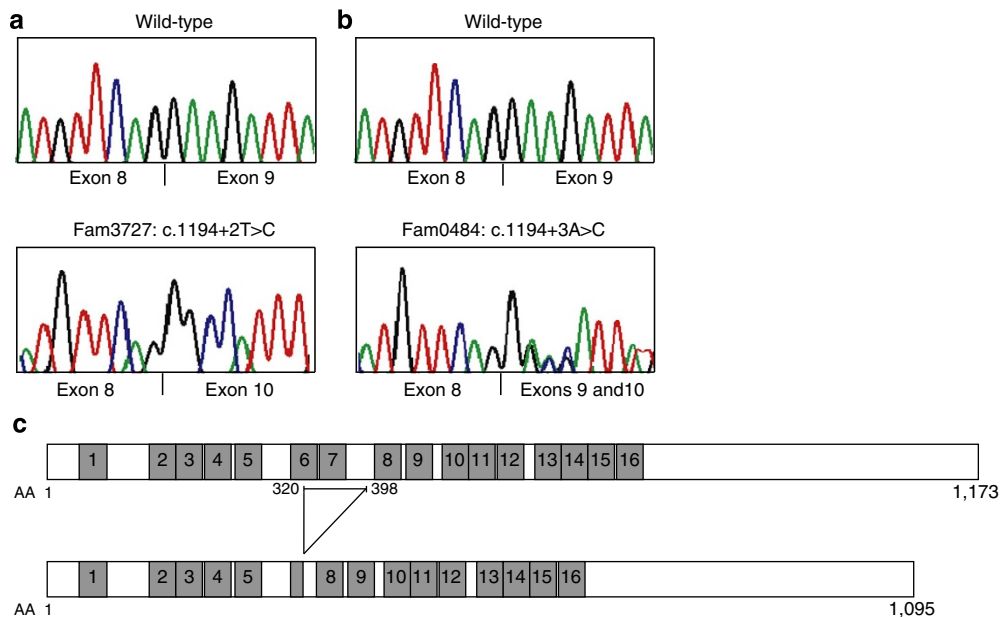 a
Wild-type
Exon 8 Exon 9
Fam3727: c.1194+2T>C
Exon 8 Exon 10
b
Wild-type
Exon 8 Exon 9
Fam0484: c.1194+3A>C
Exon 8 Exons 9 and10
c
1 2 3 4 5 6 7 8 9 10 11 12 13 14 15 16
AA 1 320 398 1,173
1 2 3 4 5 8 9 10 11 12 13 14 15 16
AA 1 1,095